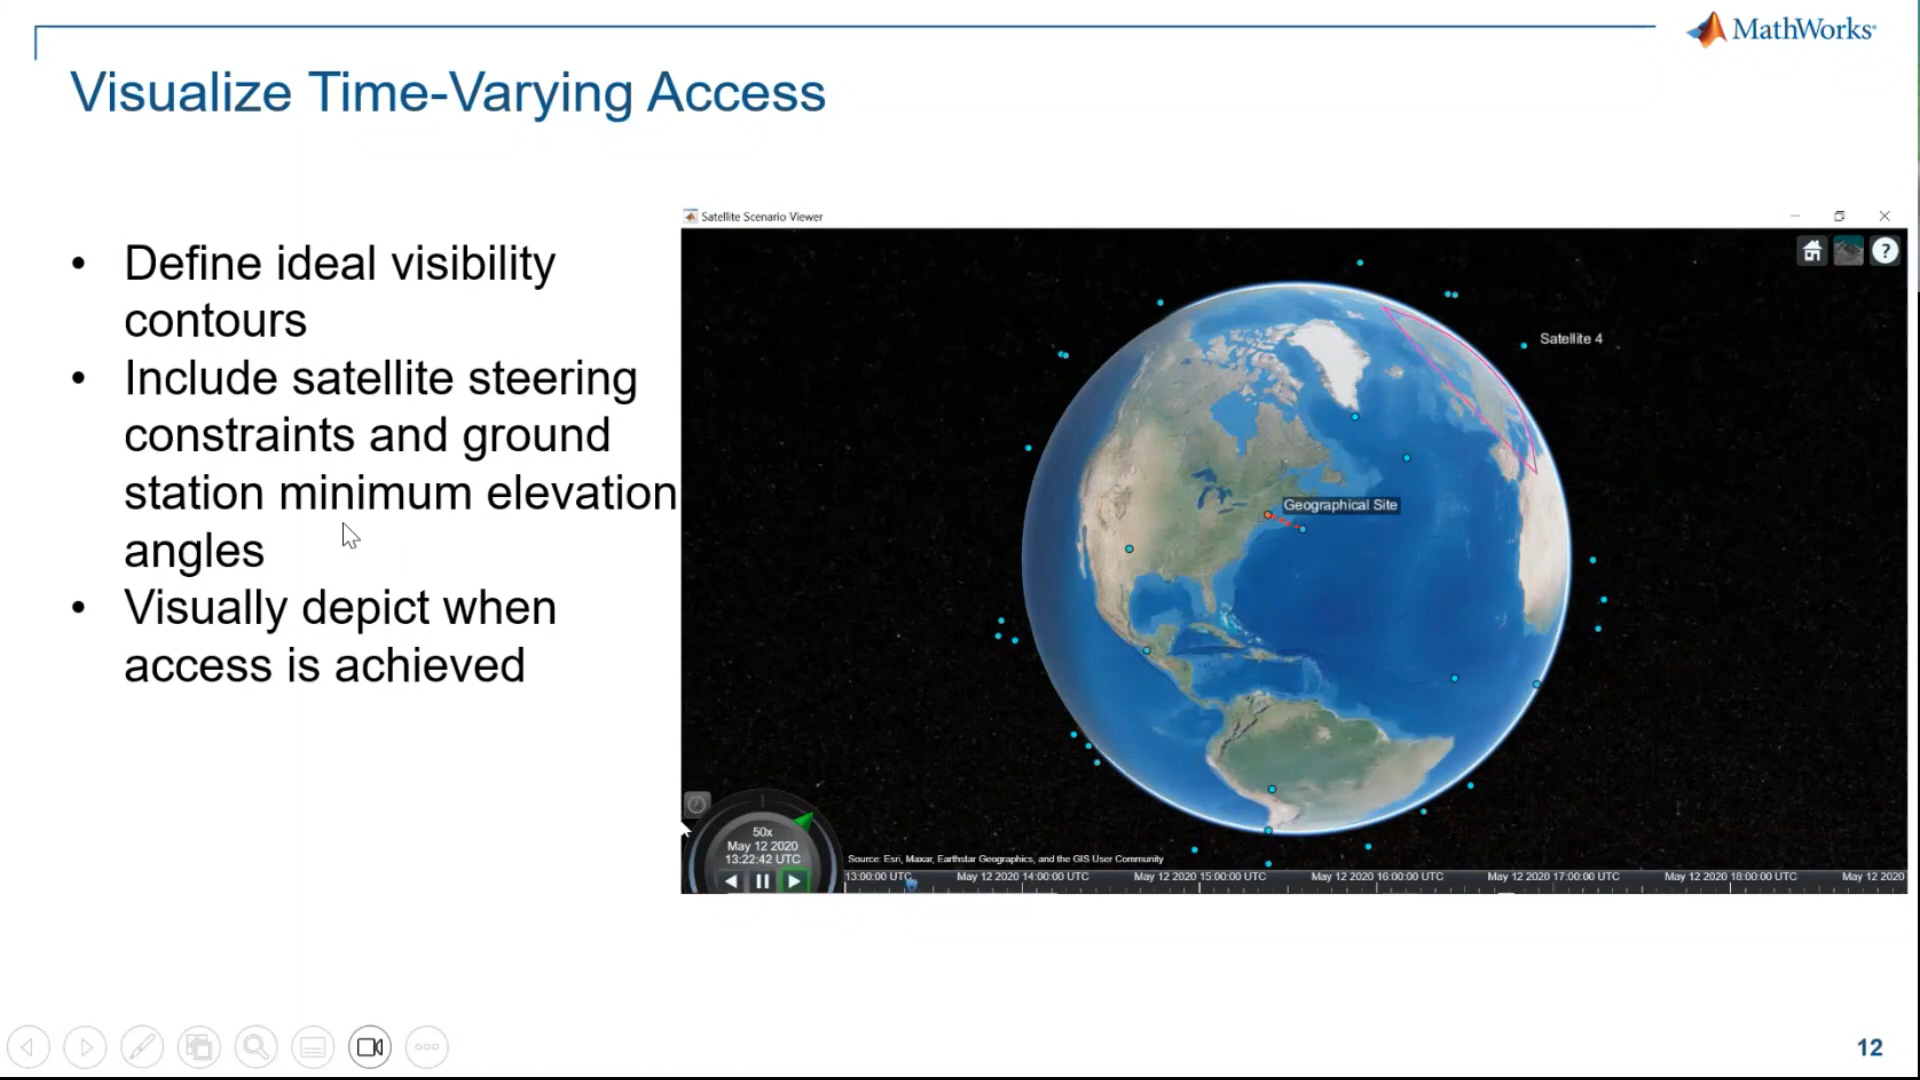 MathWorks®
Visualize Time-Varying Access
• Define ideal visibility
contours
• Include satellite steering
constraints and ground
station minimum elevation
angles
• Visually depict when
access is achieved
Satellite Scenario Viewer
?
Satellite 4
Geographical Site
50x
May 12 2020
13:22:42 UTC
Source: Esri, Maxar, Earthstar Geographics, and the GIS User Community
13:00:00 UTC May 12 2020 14:00:00 UTC May 12 2020 15:00:00 UTC May 12 2020 16:00:00 UTC May 12 2020 17:00:00 UTC May 12 2020 18:00:00 UTC May 12 2020
12